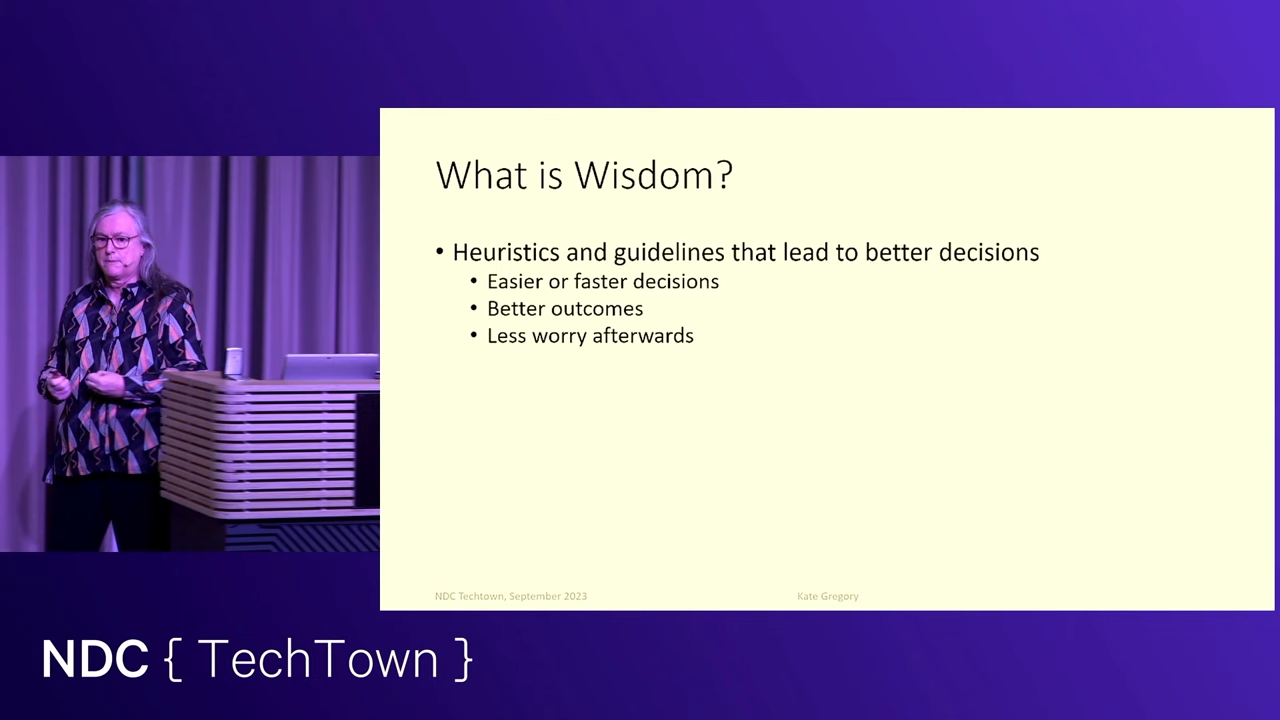 What is Wisdom?
• Heuristics and guidelines that lead to better decisions
• Easier or faster decisions
• Better outcomes
• Less worry afterwards
NDC Techtown, September 2023
Kate Gregory
NDC { TechTown }